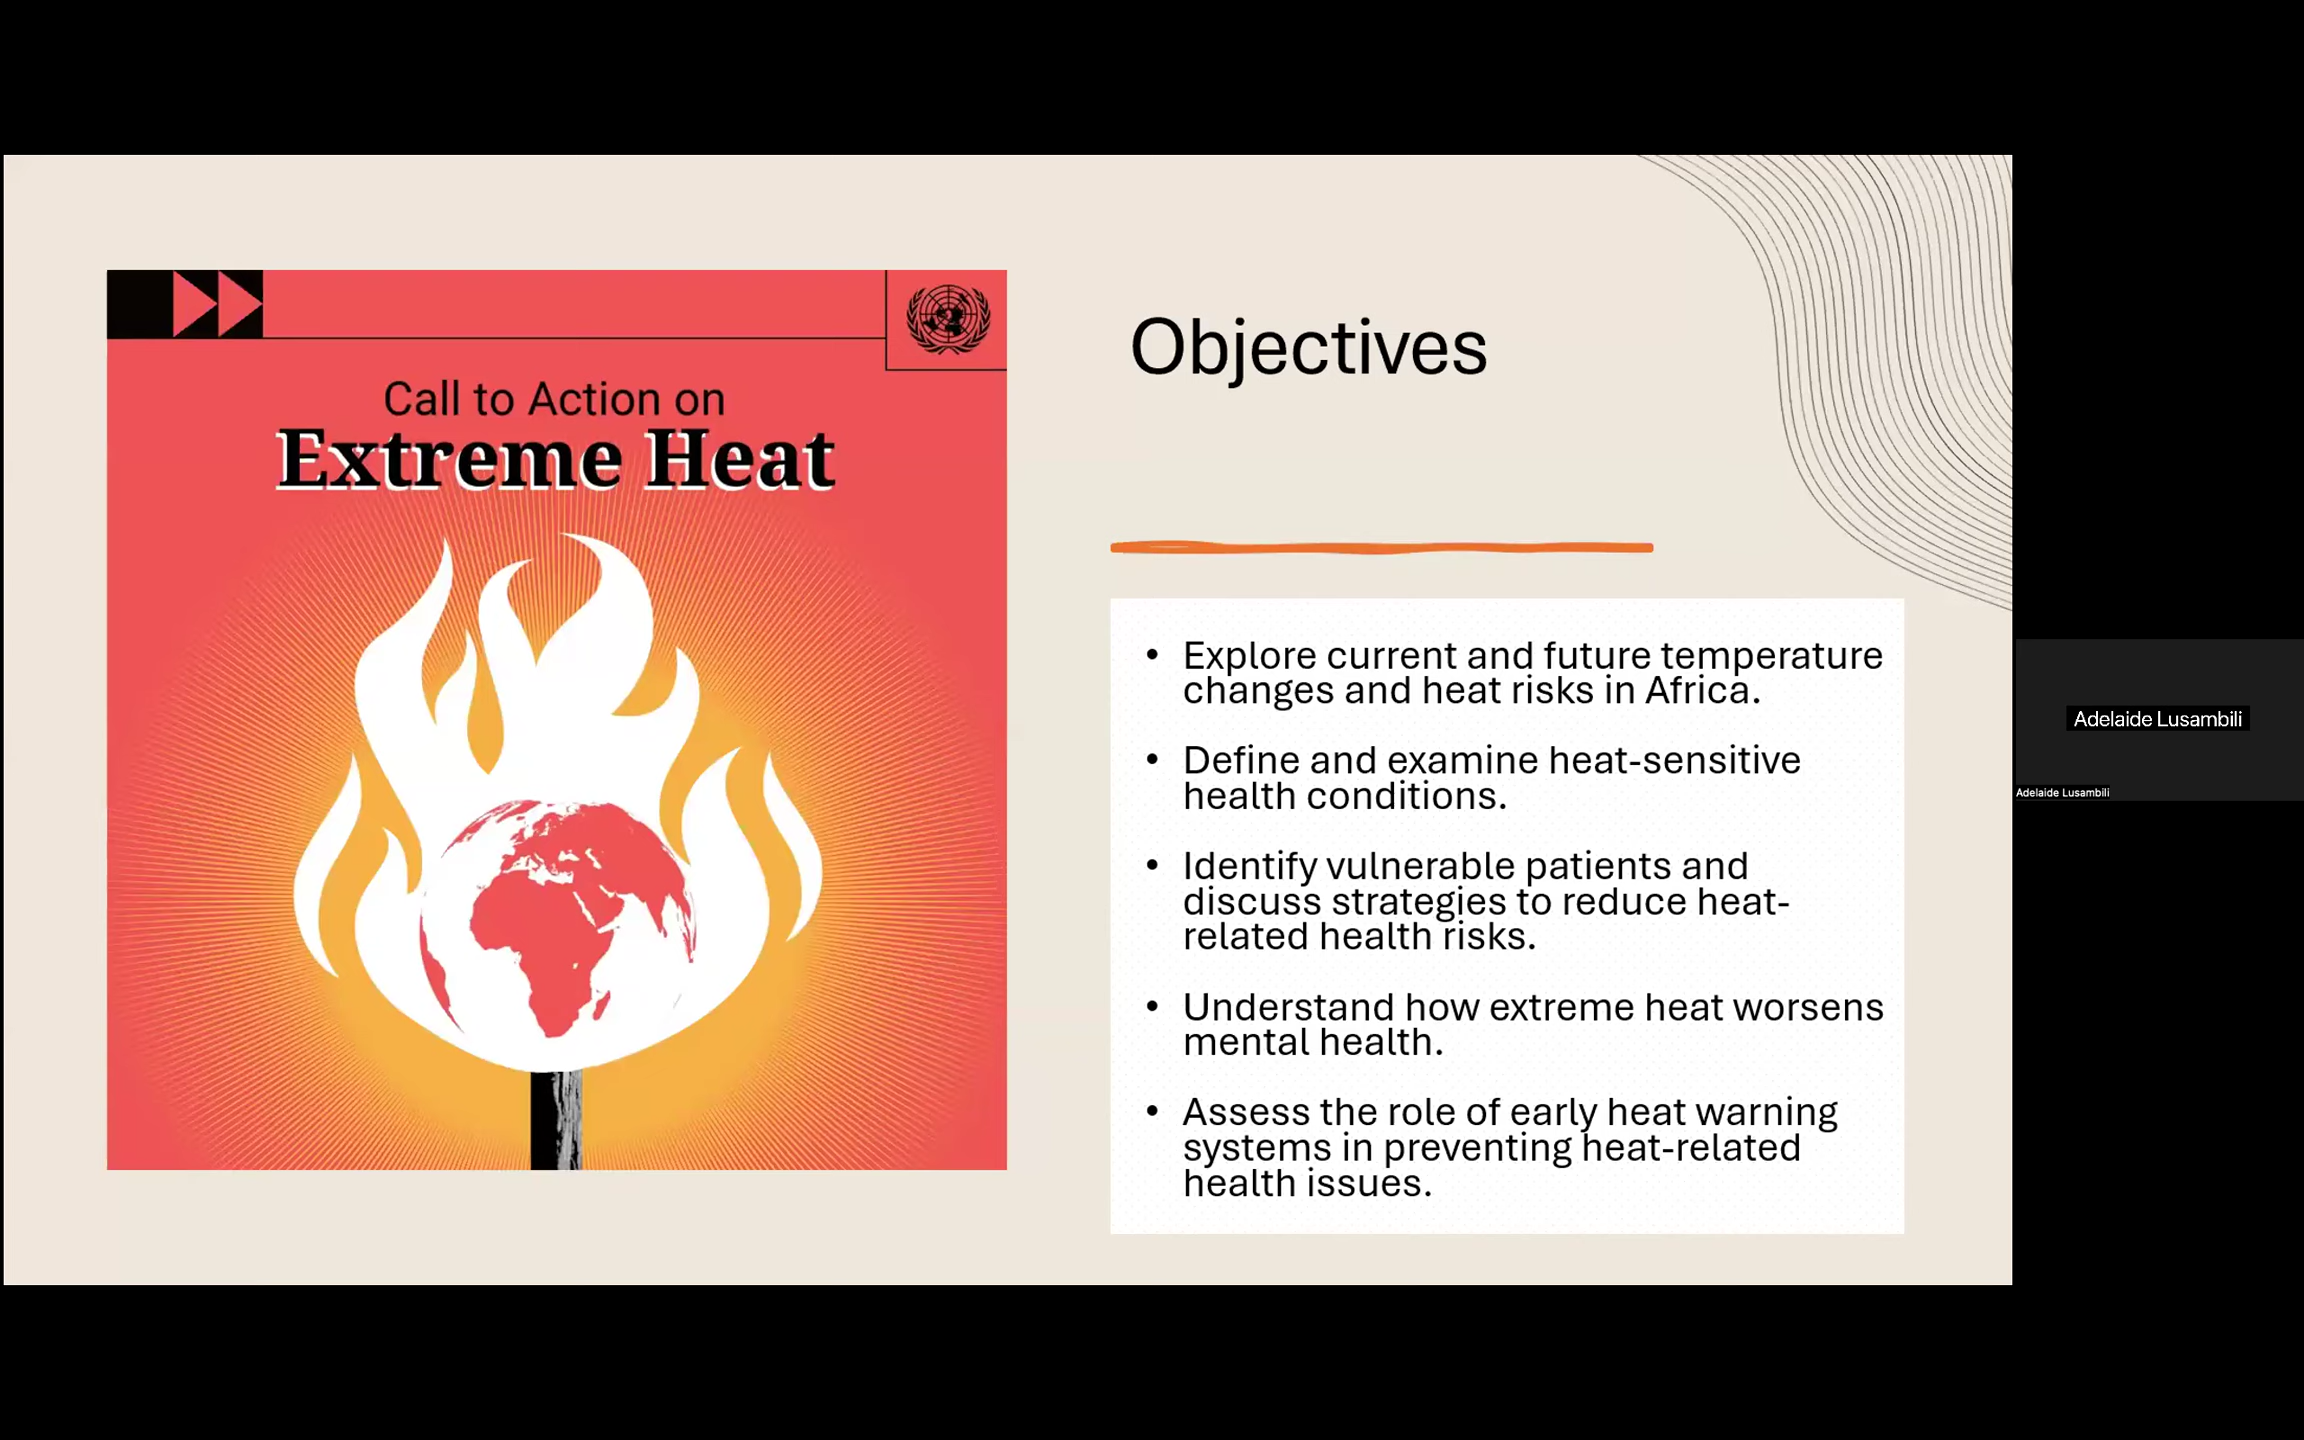 Call to Action on
Extreme Heat
Objectives
• Explore current and future temperature
changes and heat risks in Africa.
• Define and examine heat-sensitive
health conditions.
• Identify vulnerable patients and
discuss strategies to reduce heat-
related health risks.
• Understand how extreme heat worsens
mental health.
• Assess the role of early heat warning
systems in preventing heat-related
health issues.
Adelaide Lusambili
Adelaide Lusambili